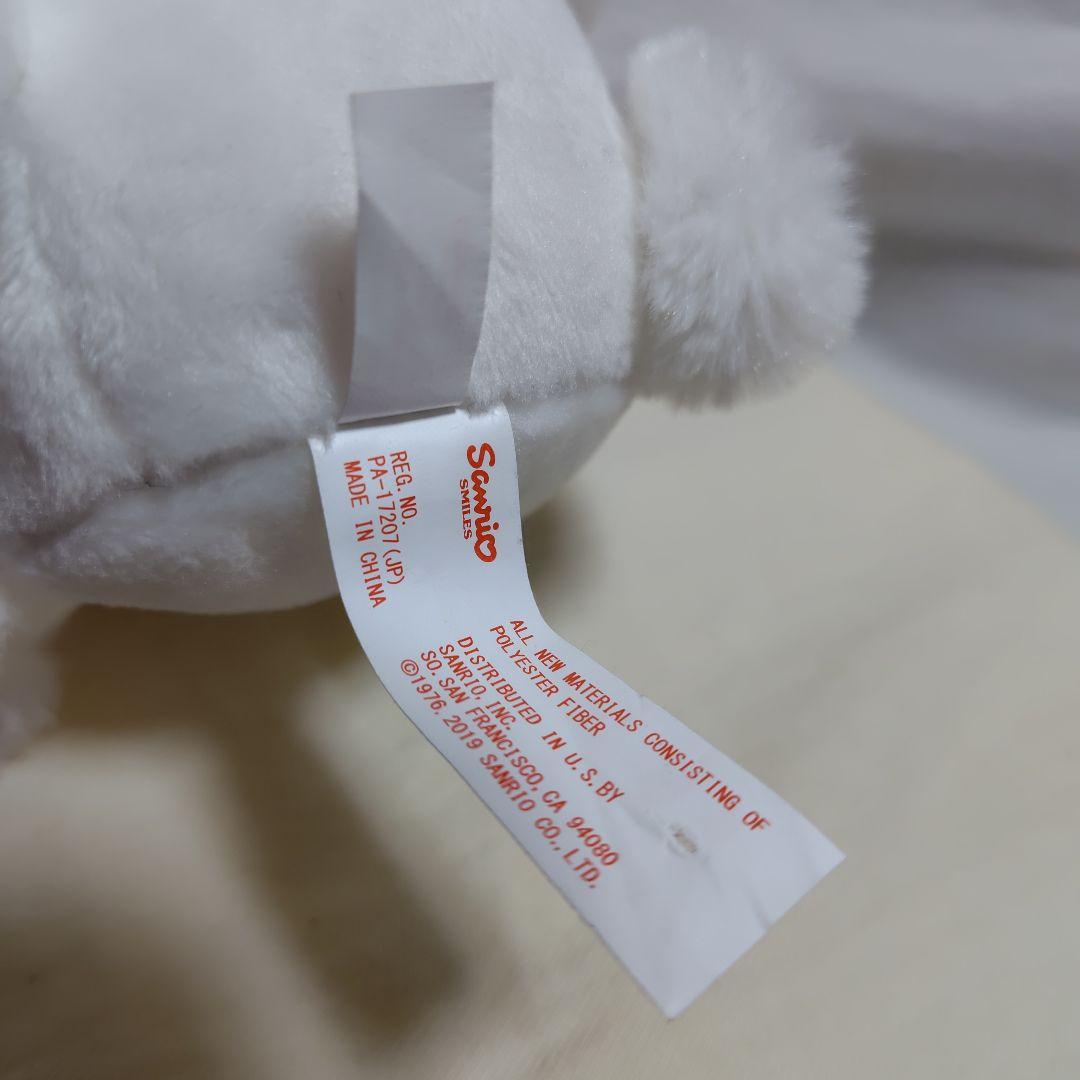 Sanrio
SMILES
REG. NO.
PA-17207(JP)
MADE IN CHINA
ALL NEW MATERIALS CONSISTING OF
POLYESTER FIBER
DISTRIBUTED IN U.S.BY
SANRIO, INC.
SO.SAN FRANCISCO,CA 94080
©1976,2019 SANRIO CO.,LTD.